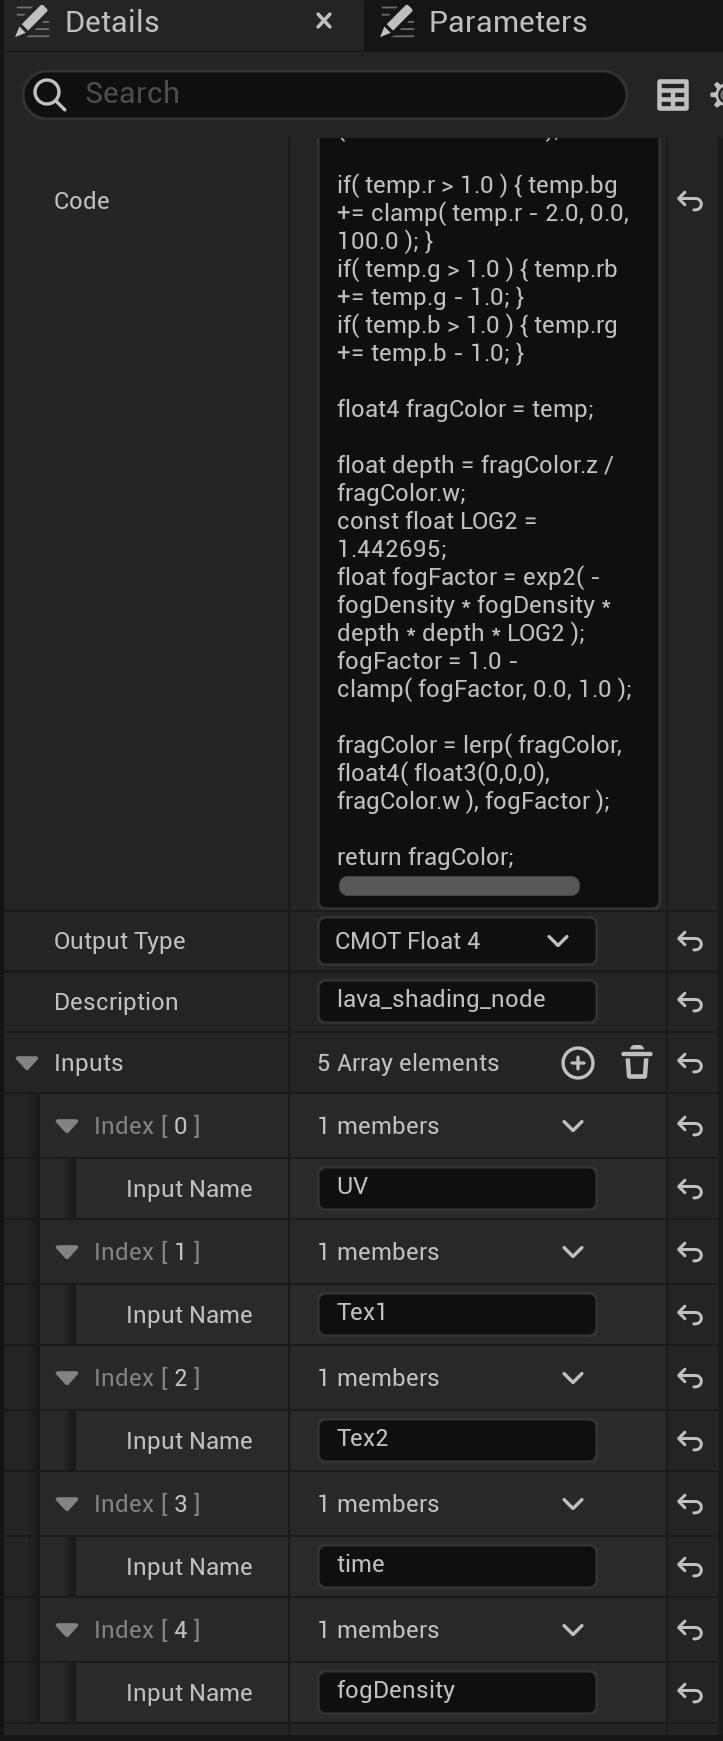 Details
Parameters
Search
Code
if( temp.r > 1.0 ) { temp.bg
+= clamp( temp.r - 2.0, 0.0,
100.0 ); }
if( temp.g > 1.0 ) { temp.rb
+= temp.g - 1.0; }
if( temp.b > 1.0 ) { temp.rg
+= temp.b - 1.0; }
float4 fragColor = temp;
float depth = fragColor.z /
fragColor.w;
const float LOG2 =
1.442695;
float fogFactor = exp2( -
fogDensity * fogDensity *
depth * depth * LOG2 );
fogFactor = 1.0 -
clamp( fogFactor, 0.0, 1.0 );
fragColor = lerp( fragColor,
float4( float3(0,0,0),
fragColor.w ), fogFactor );
return fragColor;
Output Type
CMOT Float 4
Description
lava_shading_node
Inputs
5 Array elements
Index [ 0 ]
1 members
Input Name
UV
Index [ 1 ]
1 members
Input Name
Tex1
Index [ 2 ]
1 members
Input Name
Tex2
Index [ 3 ]
1 members
Input Name
time
Index [ 4 ]
1 members
Input Name
fogDensity